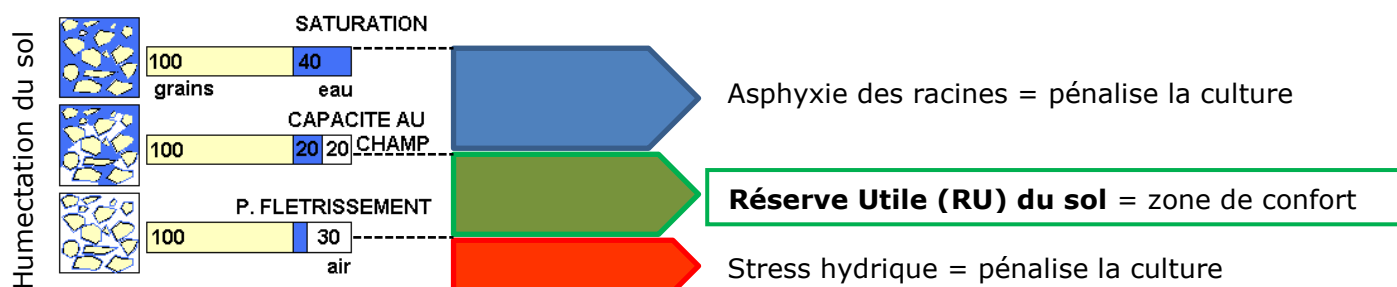 Humectation du sol
SATURATION
100 40
grains eau
Asphyxie des racines = pénalise la culture
CAPACITE AU
CHAMP
100 20 20
Réserve Utile (RU) du sol = zone de confort
P. FLETRISSEMENT
100 30
air
Stress hydrique = pénalise la culture